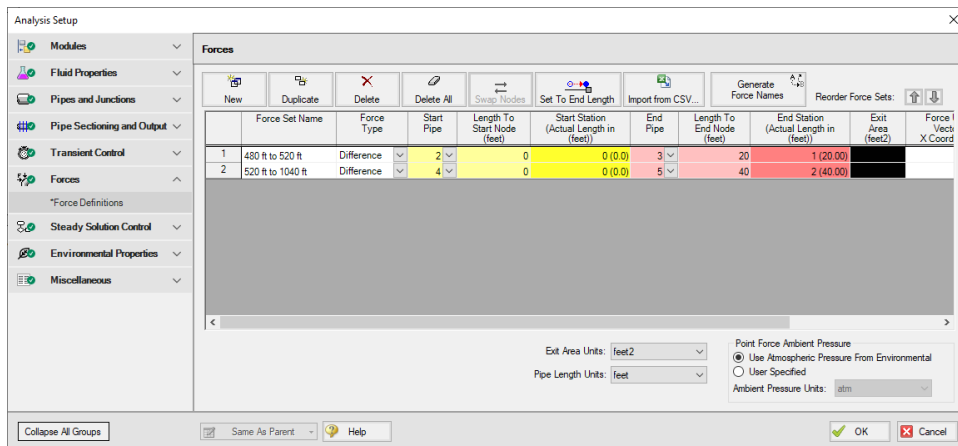 Analysis Setup
Modules
Fluid Properties
Pipes and Junctions
Pipe Sectioning and Output
Transient Control
Forces
*Force Definitions
Steady Solution Control
Environmental Properties
Miscellaneous
Forces
New
Duplicate
Delete
Delete All
Swap Nodes
Set To End Length
Import from CSV...
Generate
Force Names
Reorder Force Sets:
Force Set Name Force Start Length To Start Station End Length To End Station Exit Force U
Type Pipe Start Node (Actual Length in Pipe End Node (Actual Length in Area Vecto
(feet) (feet)) (feet) (feet)) (feet2) X Coord
1 480 ft to 520 ft Difference 2 0 0 (0.0) 3 20 1 (20.00)
2 520 ft to 1040 ft Difference 4 0 0 (0.0) 5 40 2 (40.00)
Exit Area Units: feet2
Pipe Length Units: feet
Point Force Ambient Pressure
Use Atmospheric Pressure From Environmental
User Specified
Ambient Pressure Units: atm
Collapse All Groups
Same As Parent
Help
OK
Cancel